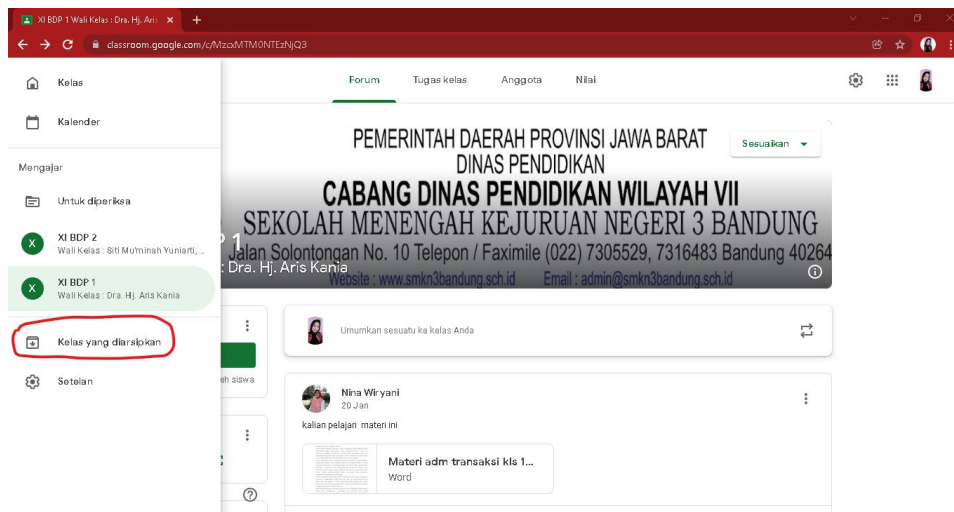 XI BDP 1 Wali Kelas : Dra. Hj. Aris
classroom.google.com/c/MzcxMTM0NTEzNjQ3
Kelas
Kalender
Mengajar
Untuk diperiksa
X
XI BDP 2
Wali Kelas : Siti Mu'minah Yuniarti,...
X
XI BDP 1
Wali Kelas : Dra. Hj. Aris Kania
Kelas yang diarsipkan
Setelan
Forum
Tugas kelas
Anggota
Nilai
PEMERINTAH DAERAH PROVINSI JAWA BARAT
DINAS PENDIDIKAN
CABANG DINAS PENDIDIKAN WILAYAH VII
SEKOLAH MENENGAH KEJURUAN NEGERI 3 BANDUNG
Jalan Solontongan No. 10 Telepon / Faximile (022) 7305529, 7316483 Bandung 40264
Website : www.smkn3bandung.sch.id Email : admin@smkn3bandung.sch.id
Sesuaikan
1
: Dra. Hj. Aris Kania
eh siswa
Umumkan sesuatu ke kelas Anda
Nina Wiryani
20 Jan
kalian pelajari materi ini
Materi adm transaksi kls 1...
Word